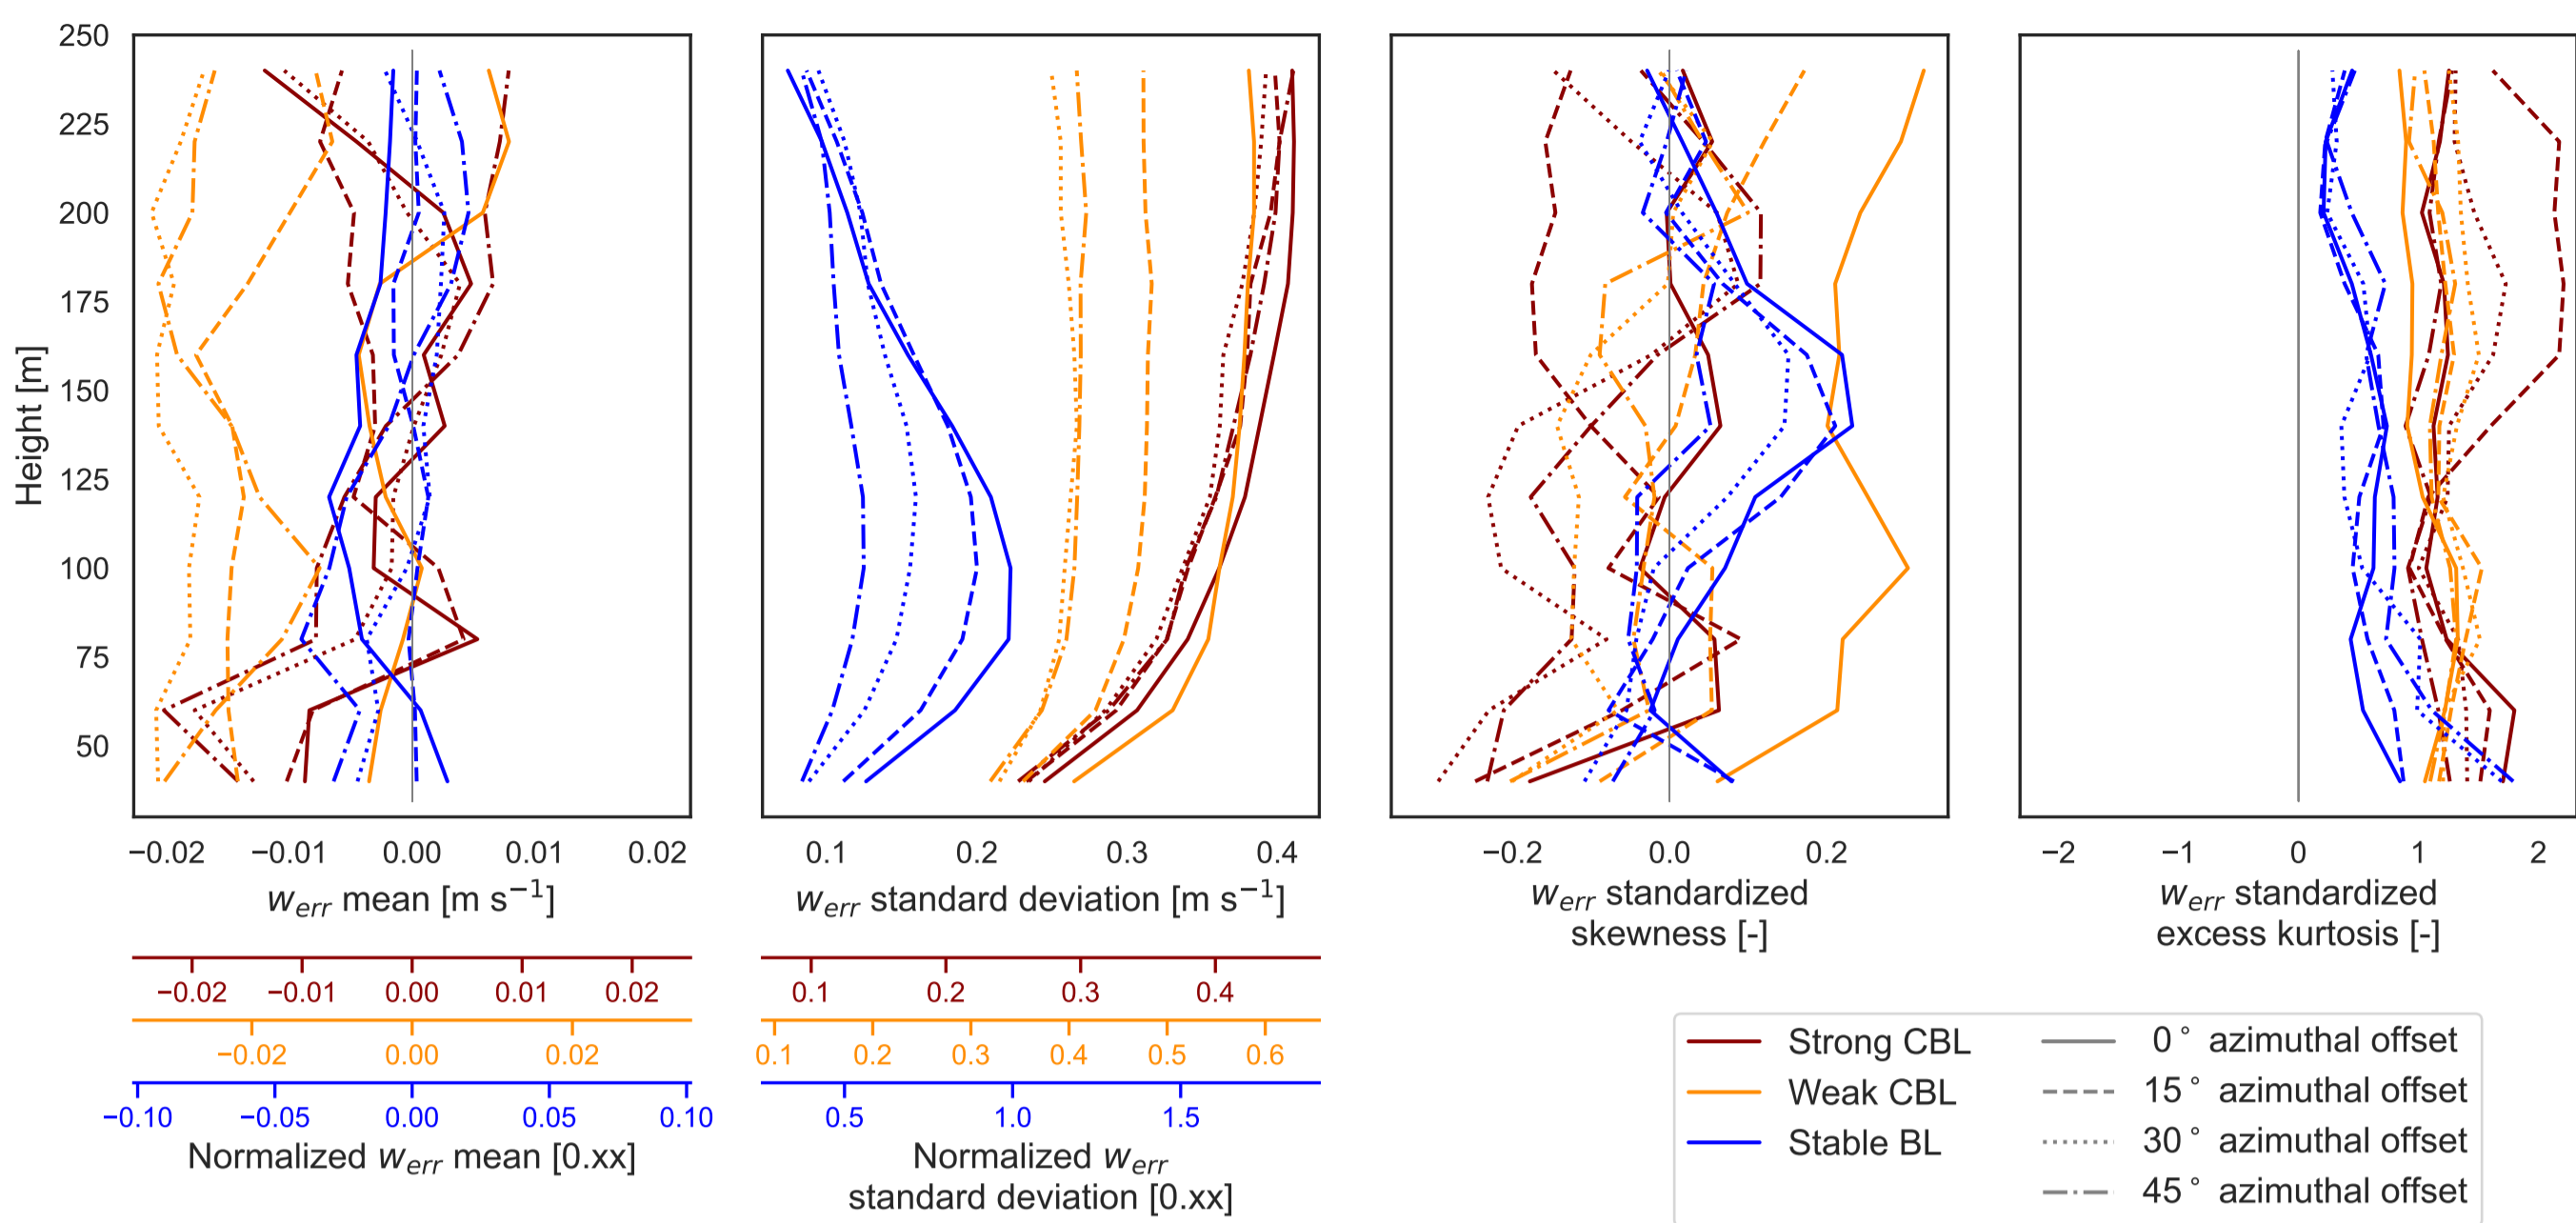 250
225
200
175
150
125
100
75
50
Height [m]
−0.02 −0.01 0.00 0.01 0.02
w_err mean [m s⁻¹]
0.1 0.2 0.3 0.4
w_err standard deviation [m s⁻¹]
−0.2 0.0 0.2
w_err standardized
skewness [-]
−2 −1 0 1 2
w_err standardized
excess kurtosis [-]
−0.02 −0.01 0.00 0.01 0.02
−0.02 0.00 0.02
−0.10 −0.05 0.00 0.05 0.10
Normalized w_err mean [0.xx]
0.1 0.2 0.3 0.4
0.1 0.2 0.3 0.4 0.5 0.6
0.5 1.0 1.5
Normalized w_err
standard deviation [0.xx]
Strong CBL
Weak CBL
Stable BL
0° azimuthal offset
15° azimuthal offset
30° azimuthal offset
45° azimuthal offset